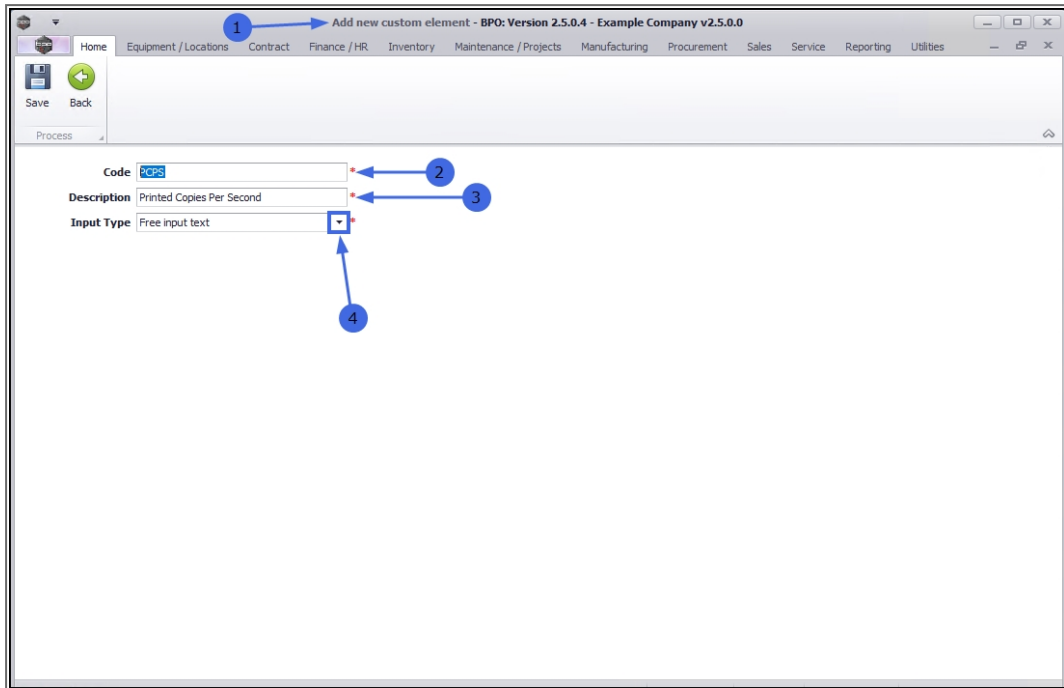 1
Add new custom element - BPO: Version 2.5.0.4 - Example Company v2.5.0.0
Home Equipment / Locations Contract Finance / HR Inventory Maintenance / Projects Manufacturing Procurement Sales Service Reporting Utilities
Save Back
Process
Code PCPS * 2
Description Printed Copies Per Second * 3
Input Type Free input text *
4